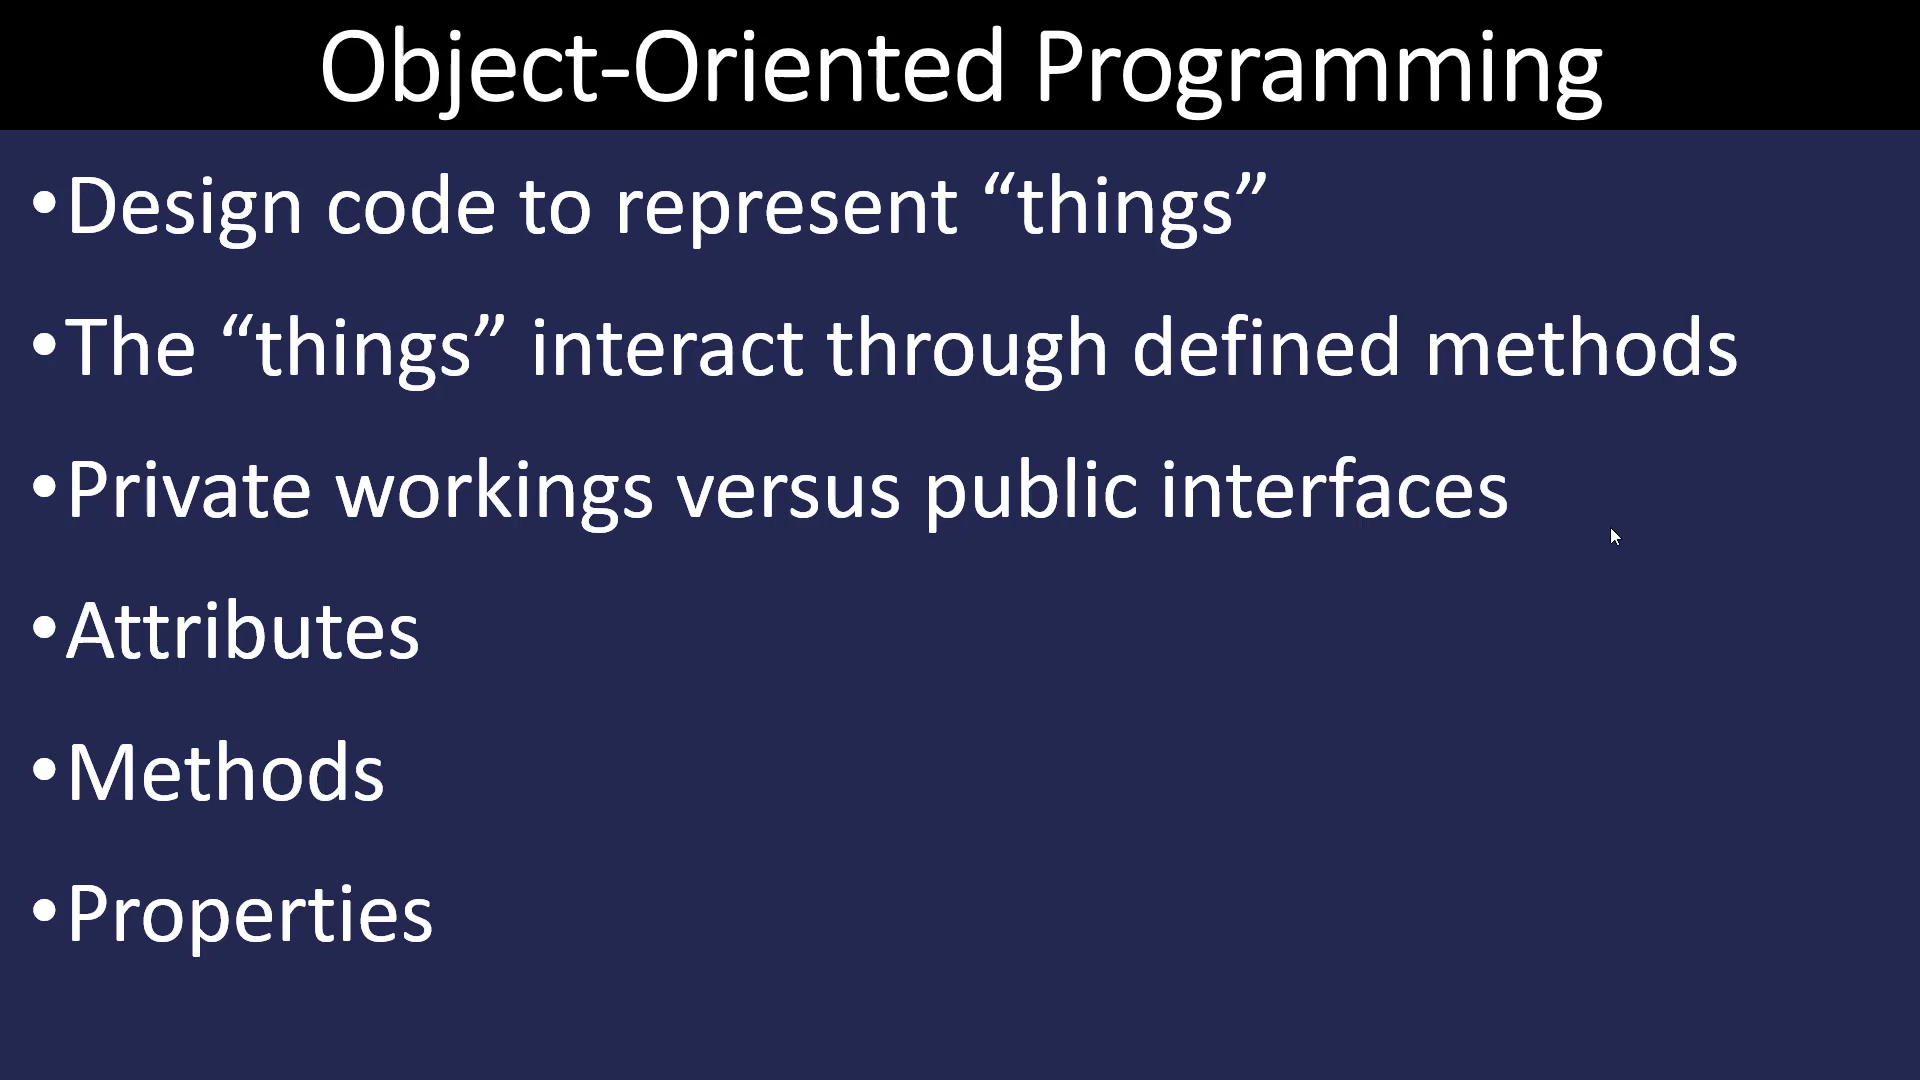 Object-Oriented Programming
•Design code to represent “things”
•The “things” interact through defined methods
•Private workings versus public interfaces
•Attributes
•Methods
•Properties